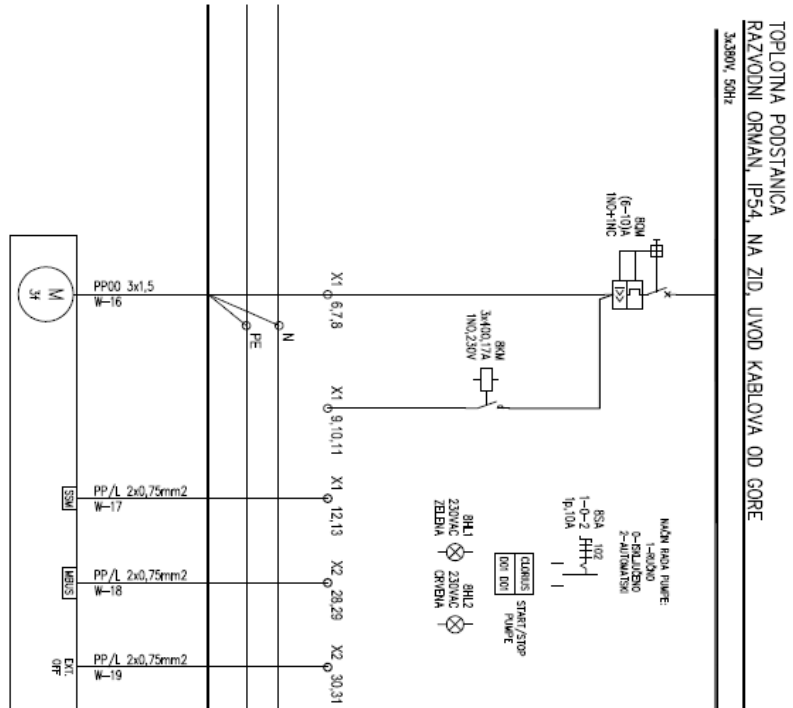 TOPLOTNA PODSTANICA
RAZVODNI ORMAN, IP54, NA ZID, UVOD KABLOVA OD GORE
3x380V, 50Hz
8QM
(6-10)A
1NO+1NC
I>>
8KM
3x400,17A
1NO,230V
NAČIN RADA PUMPE:
1-RUČNO
0-ISKLJUČENO
2-AUTOMATSKI
8SA
1-0-2
1p,10A
102
CLORIUS
DO1 DO1
START/STOP
PUMPE
8HL1
230VAC
ZELENA
8HL2
230VAC
CRVENA
X1
6,7,8
X1
9,10,11
X1
12,13
X2
28,29
X2
30,31
N
PE
PP00 3x1,5
W-16
PP/L 2x0,75mm2
W-17
PP/L 2x0,75mm2
W-18
PP/L 2x0,75mm2
W-19
M
3f
SSM
MBUS
EXT.
OFF